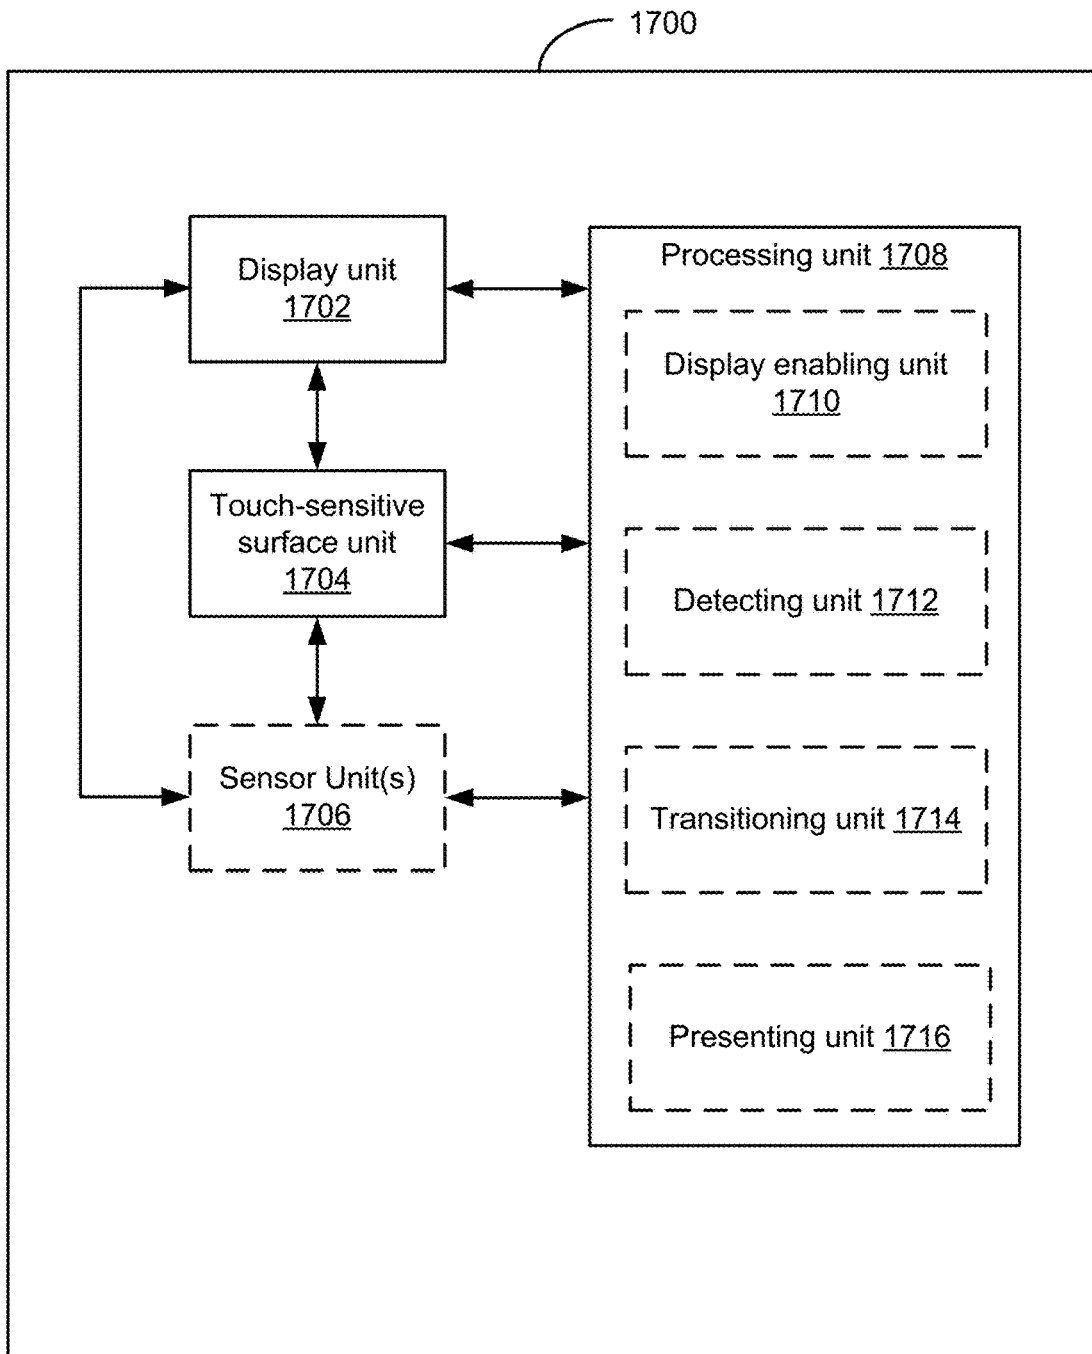 1700
Display unit
1702
Touch-sensitive
surface unit
1704
Sensor Unit(s)
1706
Processing unit 1708
Display enabling unit
1710
Detecting unit 1712
Transitioning unit 1714
Presenting unit 1716